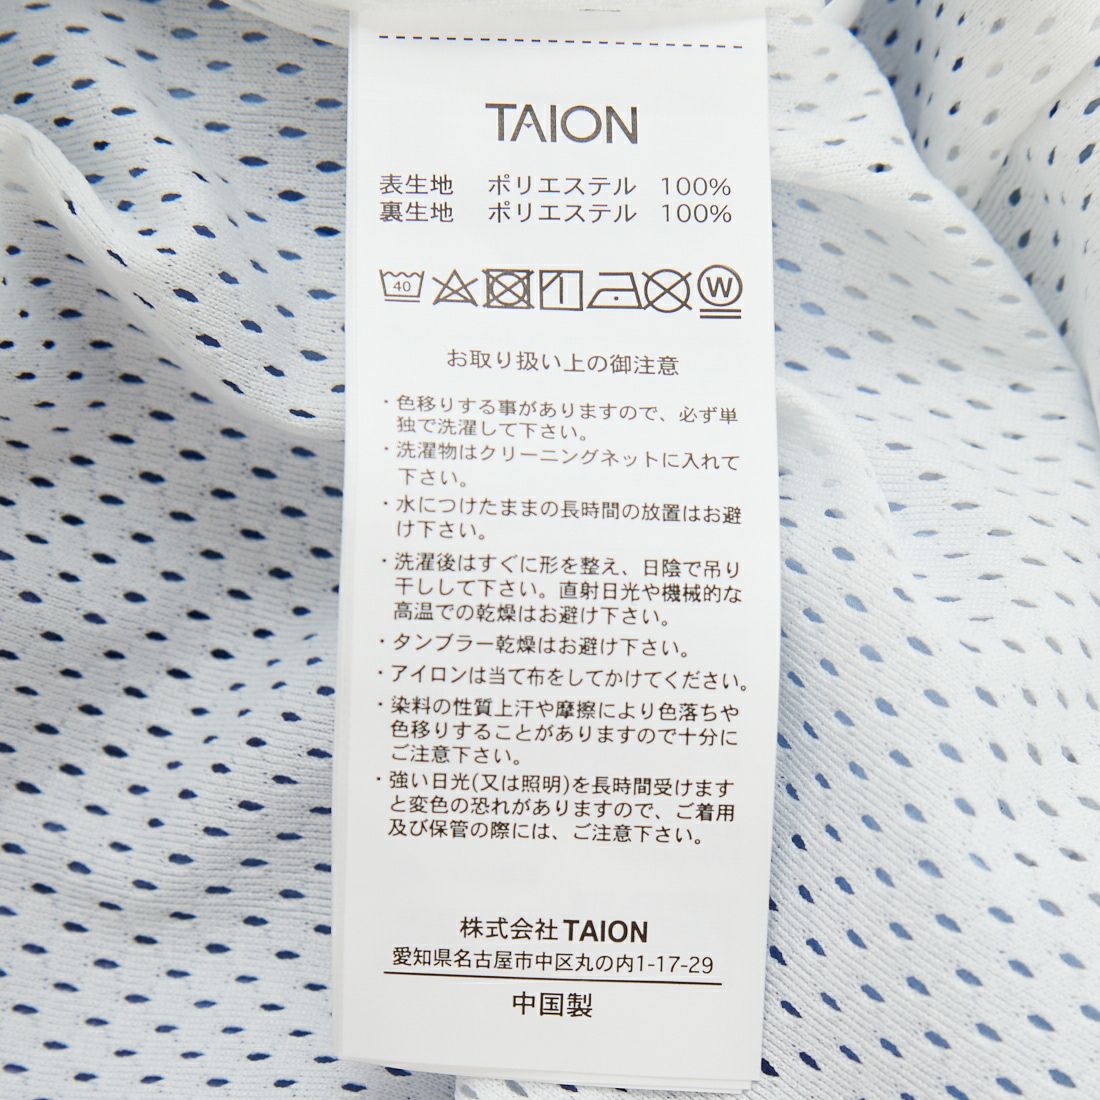 TAION
表生地 ポリエステル 100%
裏生地 ポリエステル 100%
40 W
お取り扱い上の御注意
・色移りする事がありますので、必ず単
独で洗濯して下さい。
・洗濯物はクリーニングネットに入れて
下さい。
・水につけたままの長時間の放置はお避
け下さい。
・洗濯後はすぐに形を整え、日陰で吊り
干しして下さい。直射日光や機械的な
高温での乾燥はお避け下さい。
・タンブラー乾燥はお避け下さい。
・アイロンは当て布をしてかけてください。
・染料の性質上汗や摩擦により色落ちや
色移りすることがありますので十分に
ご注意下さい。
・強い日光(又は照明)を長時間受けます
と変色の恐れがありますので、ご着用
及び保管の際には、ご注意下さい。
株式会社 TAION
愛知県名古屋市中区丸の内1-17-29
中国製